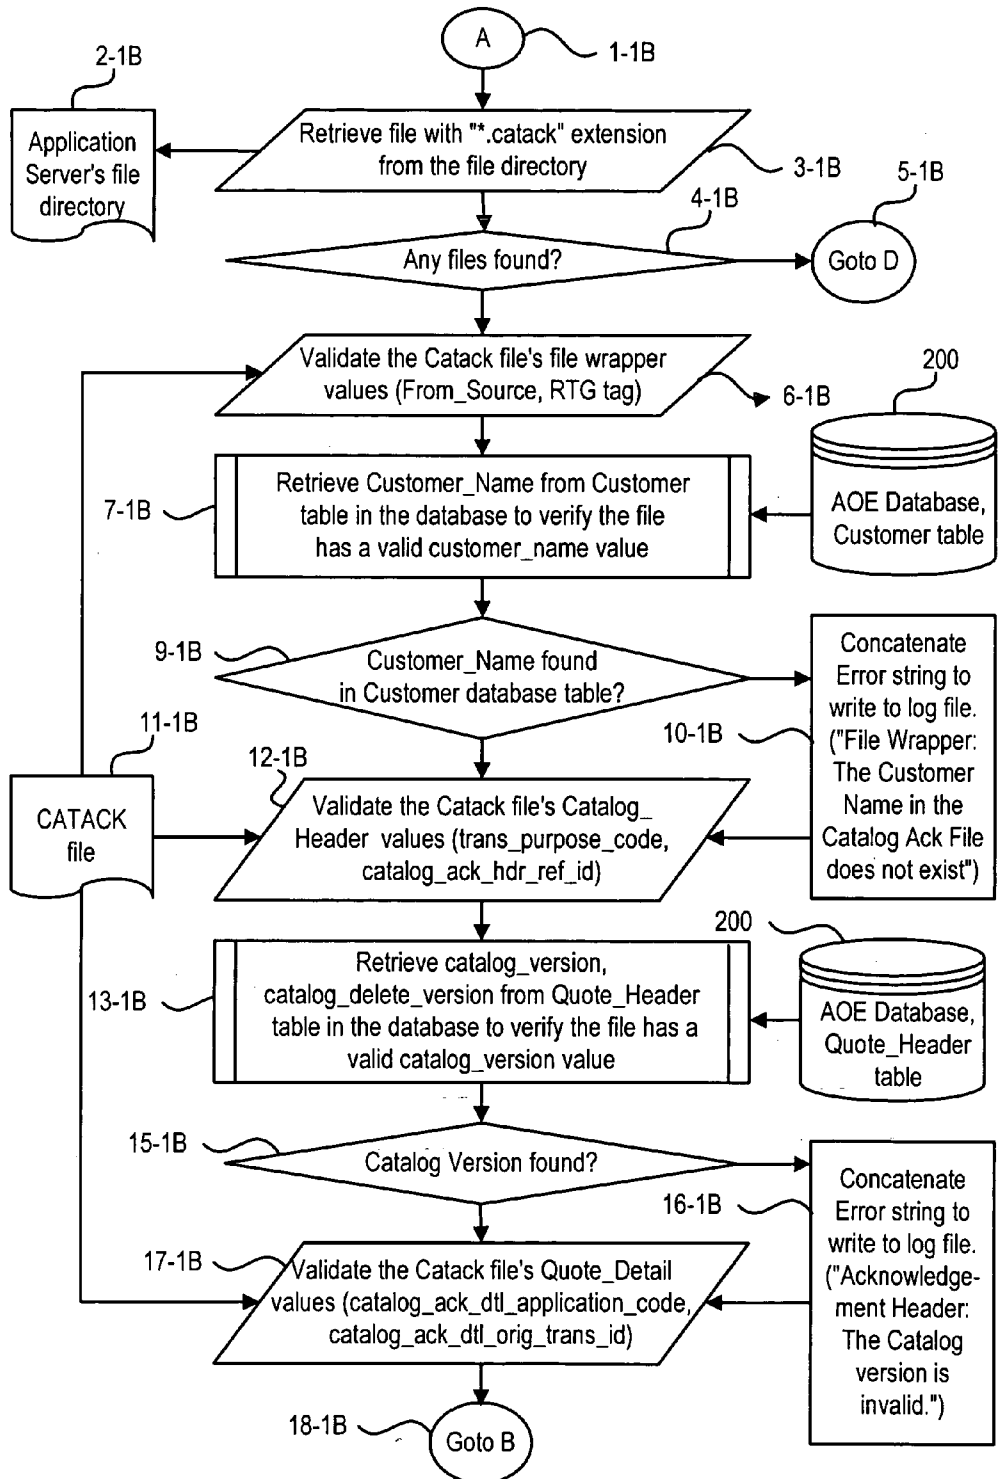 A
1-1B
2-1B
Application
Server's file
directory
Retrieve file with "*.catack" extension
from the file directory
3-1B
4-1B
5-1B
Any files found?
Goto D
Validate the Catack file's file wrapper
values (From_Source, RTG tag)
6-1B
200
7-1B
Retrieve Customer_Name from Customer
table in the database to verify the file
has a valid customer_name value
AOE Database,
Customer table
9-1B
Customer_Name found
in Customer database table?
10-1B
Concatenate
Error string to
write to log file.
("File Wrapper:
The Customer
Name in the
Catalog Ack File
does not exist")
11-1B
CATACK
file
12-1B
Validate the Catack file's Catalog_
Header values (trans_purpose_code,
catalog_ack_hdr_ref_id)
200
13-1B
Retrieve catalog_version,
catalog_delete_version from Quote_Header
table in the database to verify the file has a
valid catalog_version value
AOE Database,
Quote_Header
table
15-1B
Catalog Version found?
16-1B
Concatenate
Error string to
write to log file.
("Acknowledge-
ment Header:
The Catalog
version is
invalid.")
17-1B
Validate the Catack file's Quote_Detail
values (catalog_ack_dtl_application_code,
catalog_ack_dtl_orig_trans_id)
18-1B
Goto B